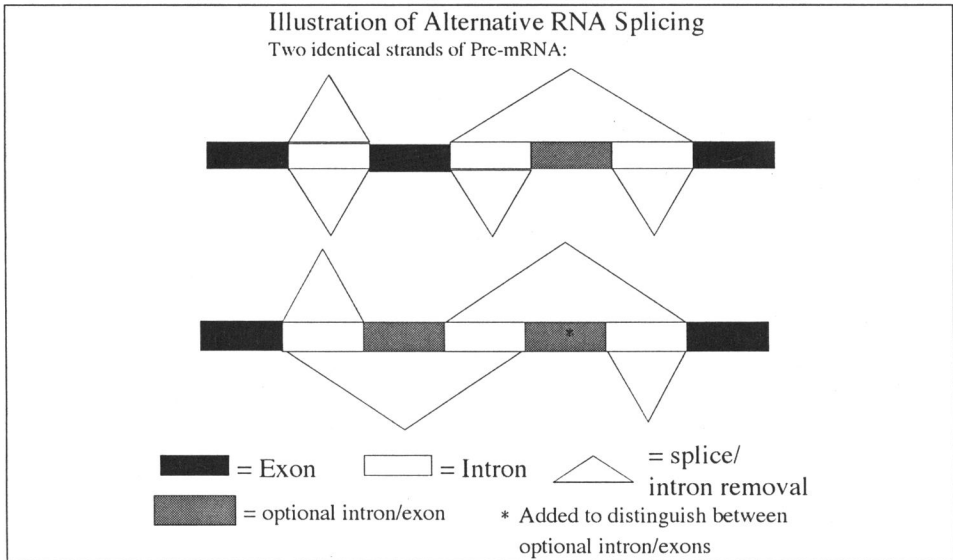 Illustration of Alternative RNA Splicing
Two identical strands of Pre-mRNA:
*
= Exon
= Intron
= splice/
intron removal
= optional intron/exon
* Added to distinguish between
optional intron/exons